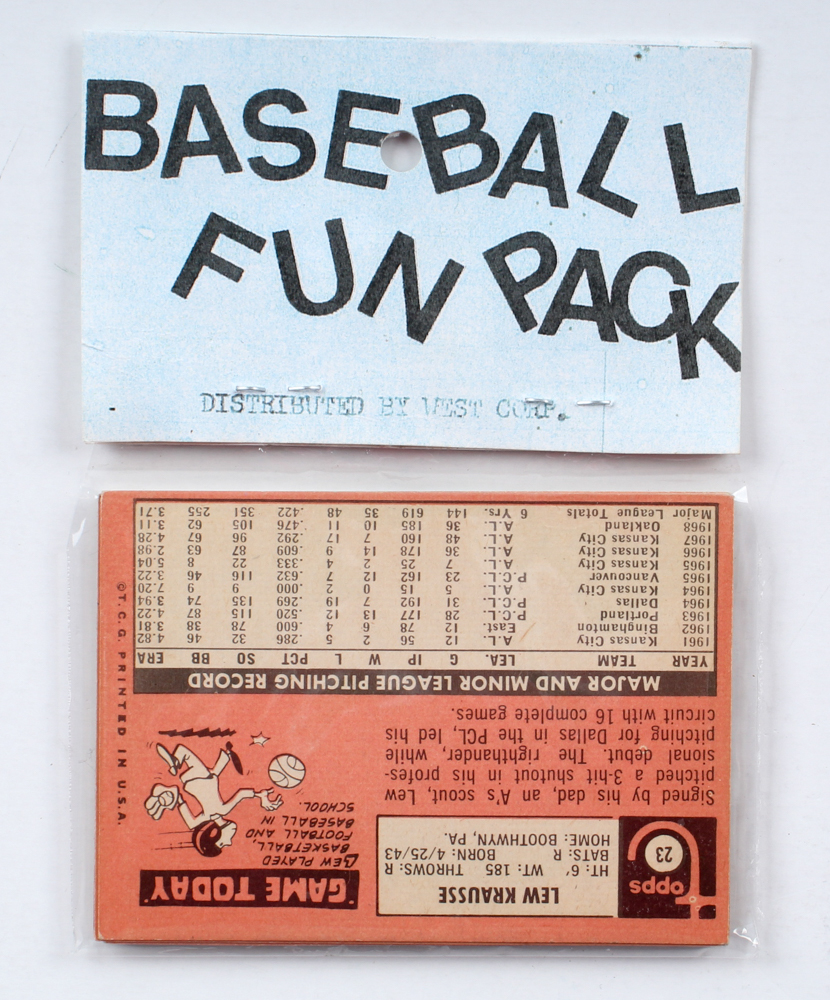 BASEBALL
FUN PACK
DISTRIBUTED BY WEST CORP.
Topps
23
LEW KRAUSSE
HT: 6' WT: 185 THROWS: R
BATS: R BORN: 4/25/43
HOME: BOOTHWYN, PA.
"GAME TODAY"
LEW PLAYED
BASKETBALL,
FOOTBALL AND
BASEBALL IN
SCHOOL.
Signed by his dad, an A's scout, Lew
pitched a 3-hit shutout in his profes-
sional debut. The righthander, while
pitching for Dallas in the PCL, led his
circuit with 16 complete games.
MAJOR AND MINOR LEAGUE PITCHING RECORD
YEAR TEAM LEA. G IP W L PCT SO BB ERA
1961 Kansas City A.L. 12 56 2 5 .286 32 46 4.82
1962 Binghamton East. 12 78 6 4 .600 78 38 3.81
1963 Portland P.C.L. 28 177 13 12 .520 115 87 4.22
1964 Dallas P.C.L. 31 192 7 19 .269 135 74 3.94
1964 Kansas City A.L. 5 15 0 2 .000 9 9 7.20
1965 Vancouver P.C.L. 23 162 12 7 .632 116 46 3.22
1965 Kansas City A.L. 7 25 2 4 .333 22 8 5.04
1966 Kansas City A.L. 36 178 14 9 .609 87 63 2.98
1967 Kansas City A.L. 48 160 7 17 .292 96 67 4.28
1968 Oakland A.L. 36 185 10 11 .476 105 62 3.11
Major League Totals 6 Yrs. 144 619 35 48 .422 351 255 3.71
©T.C.G. PRINTED IN U.S.A.